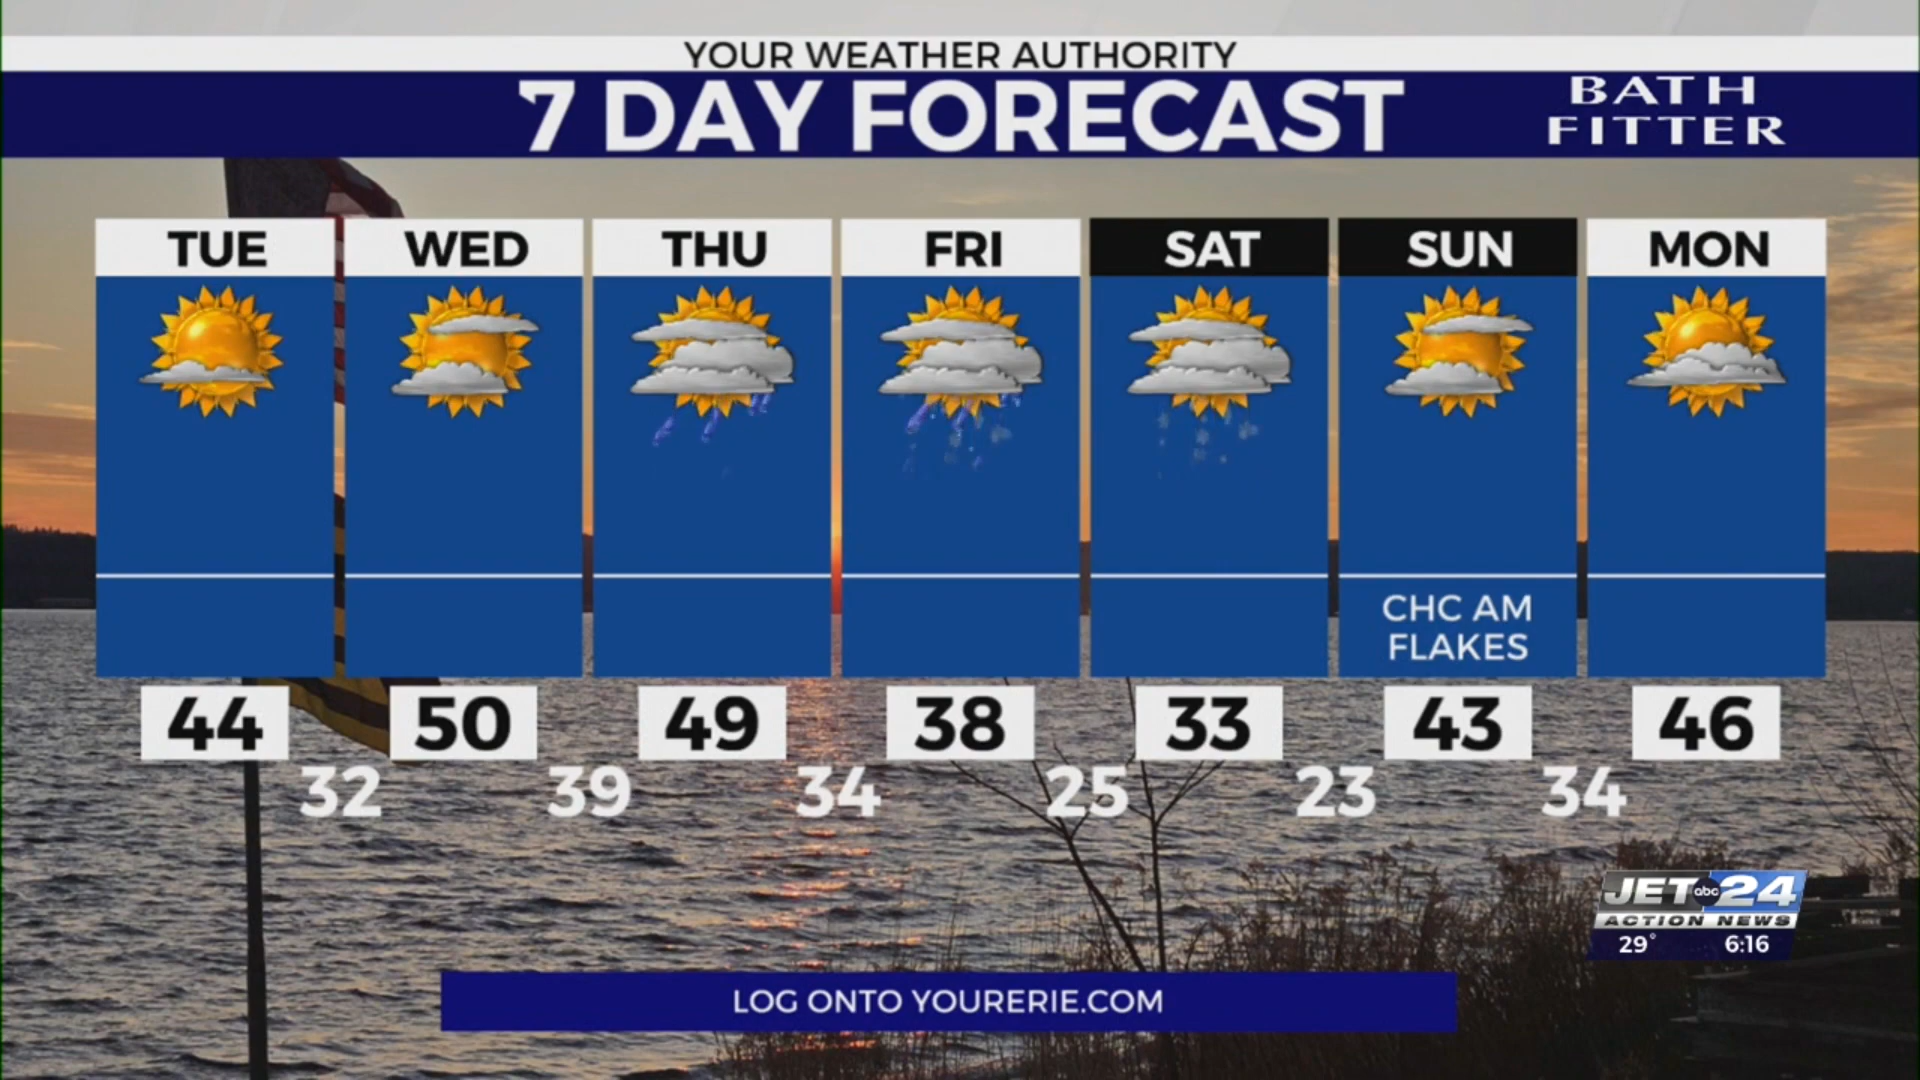 YOUR WEATHER AUTHORITY
7 DAY FORECAST
BATH
FITTER
TUE WED THU FRI SAT SUN MON
CHC AM
FLAKES
44 50 49 38 33 43 46
32 39 34 25 23 34
JET abc 24
ACTION NEWS
29° 6:16
LOG ONTO YOURERIE.COM